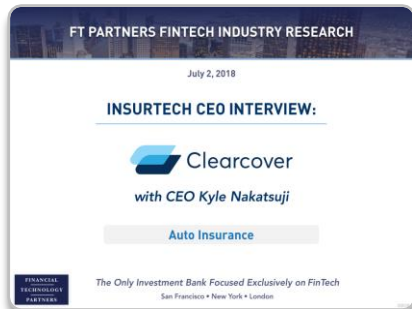 FT PARTNERS FINTECH INDUSTRY RESEARCH
July 2, 2018
INSURTECH CEO INTERVIEW:
Clearcover
with CEO Kyle Nakatsuji
Auto Insurance
FINANCIAL
TECHNOLOGY
PARTNERS
The Only Investment Bank Focused Exclusively on FinTech
San Francisco • New York • London